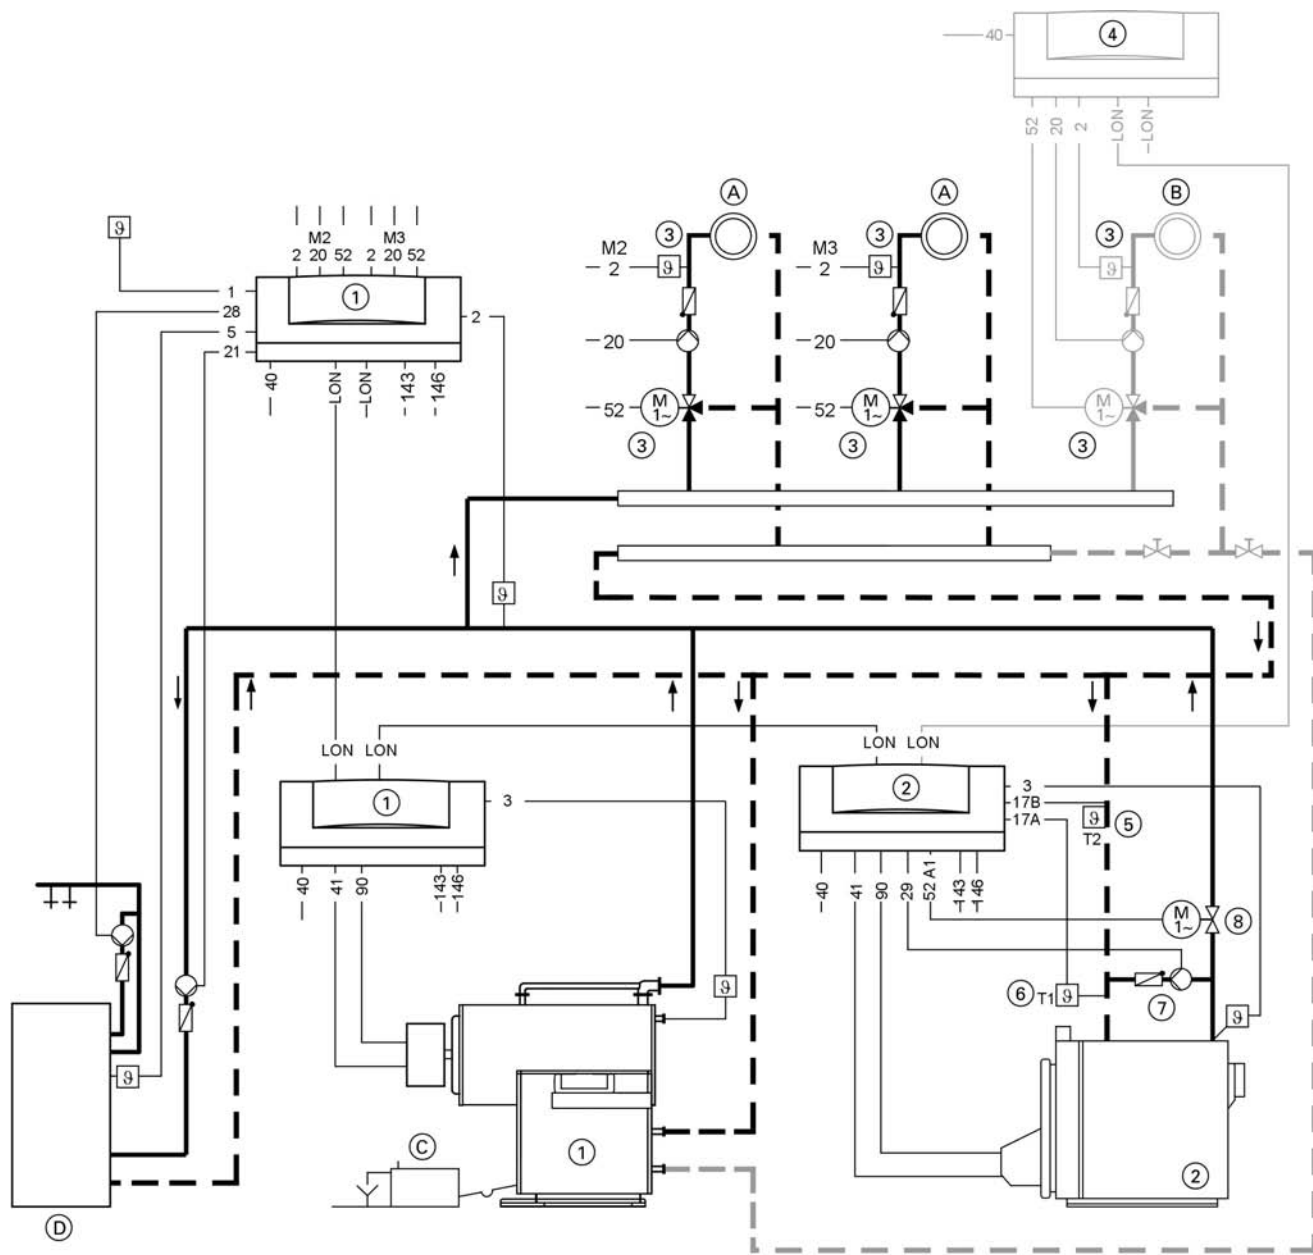 40
④
52
20
2
LON
LON
A
A
B
③
③
③
ϑ
M2
M3
M2
2
20
52
2
20
52
M3
2
ϑ
2
ϑ
ϑ
1
28
5
21
①
2
20
20
40
LON
LON
143
146
52
M
1~
52
M
1~
M
1~
③
③
③
ϑ
LON
LON
LON
LON
①
3
②
3
17B
17A
ϑ
T2
⑤
40
41
90
143
146
40
41
90
29
52 A1
143
146
M
1~
⑧
ϑ
⑥
T1
ϑ
⑦
ϑ
ϑ
C
①
②
D